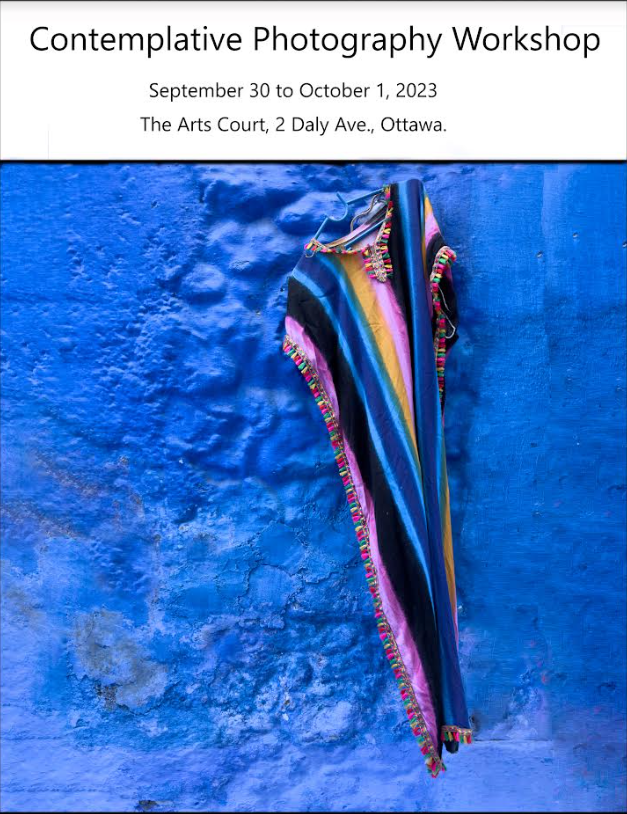 Contemplative Photography Workshop
September 30 to October 1, 2023
The Arts Court, 2 Daly Ave., Ottawa.